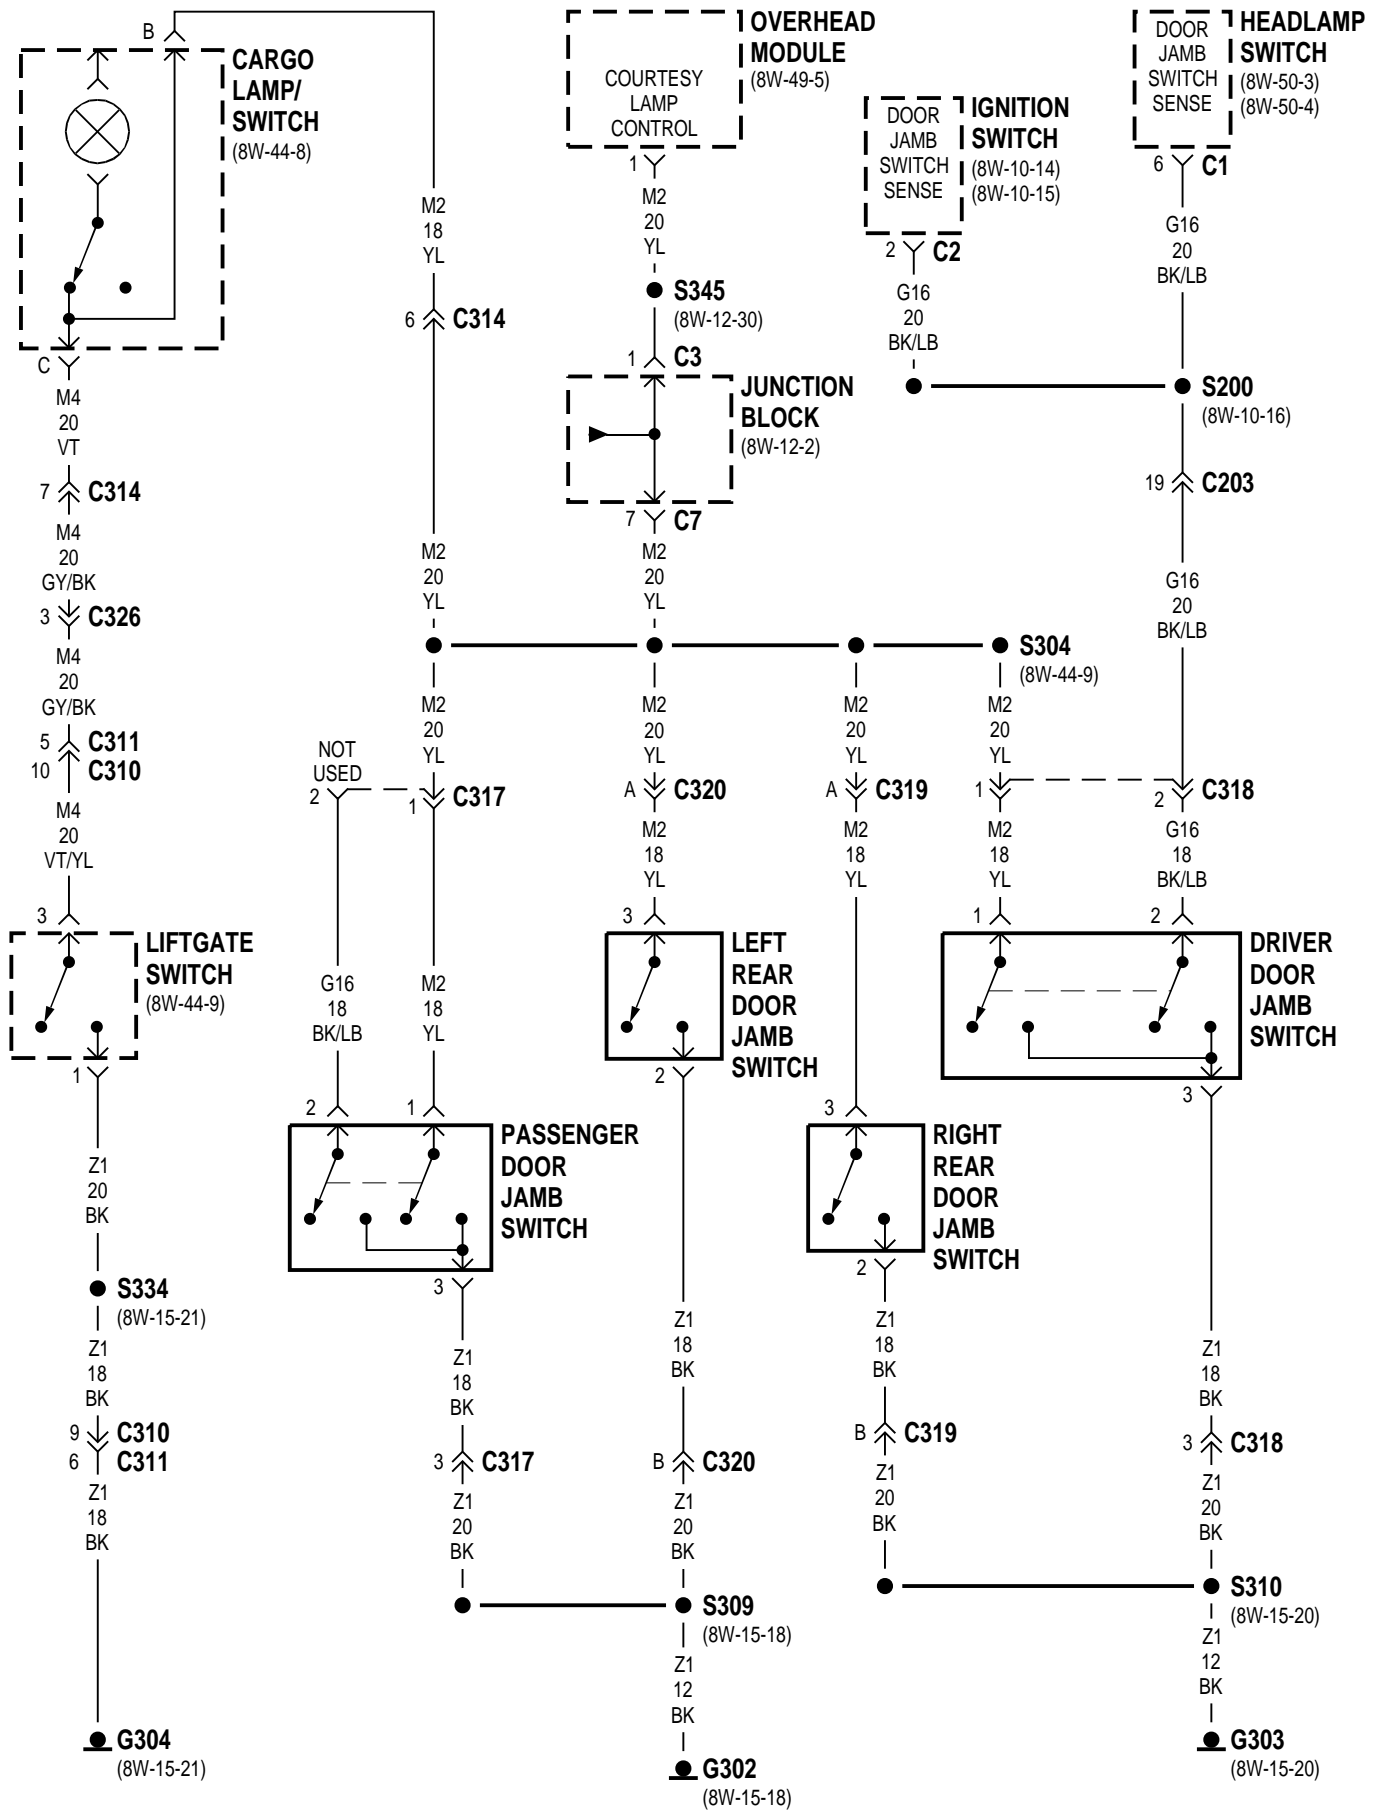 B
CARGO
LAMP/
SWITCH
(8W-44-8)
C
M4
20
VT
7
C314
M4
20
GY/BK
3
C326
M4
20
GY/BK
5
C311
10
C310
M4
20
VT/YL
3
LIFTGATE
SWITCH
(8W-44-9)
1
Z1
20
BK
S334
(8W-15-21)
Z1
18
BK
9
C310
6
C311
Z1
18
BK
G304
(8W-15-21)
M2
18
YL
6
C314
M2
20
YL
M2
20
YL
NOT
USED
2
1
C317
G16
18
BK/LB
M2
18
YL
2
1
PASSENGER
DOOR
JAMB
SWITCH
3
Z1
18
BK
3
C317
Z1
20
BK
OVERHEAD
MODULE
(8W-49-5)
COURTESY
LAMP
CONTROL
1
M2
20
YL
S345
(8W-12-30)
1
C3
JUNCTION
BLOCK
(8W-12-2)
7
C7
M2
20
YL
M2
20
YL
A
C320
M2
18
YL
3
LEFT
REAR
DOOR
JAMB
SWITCH
2
Z1
18
BK
B
C320
Z1
20
BK
S309
(8W-15-18)
Z1
12
BK
G302
(8W-15-18)
DOOR
JAMB
SWITCH
SENSE
IGNITION
SWITCH
(8W-10-14)
(8W-10-15)
2
C2
G16
20
BK/LB
M2
20
YL
A
C319
M2
18
YL
3
RIGHT
REAR
DOOR
JAMB
SWITCH
2
Z1
18
BK
B
C319
Z1
20
BK
DOOR
JAMB
SWITCH
SENSE
HEADLAMP
SWITCH
(8W-50-3)
(8W-50-4)
6
C1
G16
20
BK/LB
S200
(8W-10-16)
19
C203
G16
20
BK/LB
S304
(8W-44-9)
M2
20
YL
1
2
C318
M2
18
YL
G16
18
BK/LB
1
2
DRIVER
DOOR
JAMB
SWITCH
3
Z1
18
BK
3
C318
Z1
20
BK
S310
(8W-15-20)
Z1
12
BK
G303
(8W-15-20)